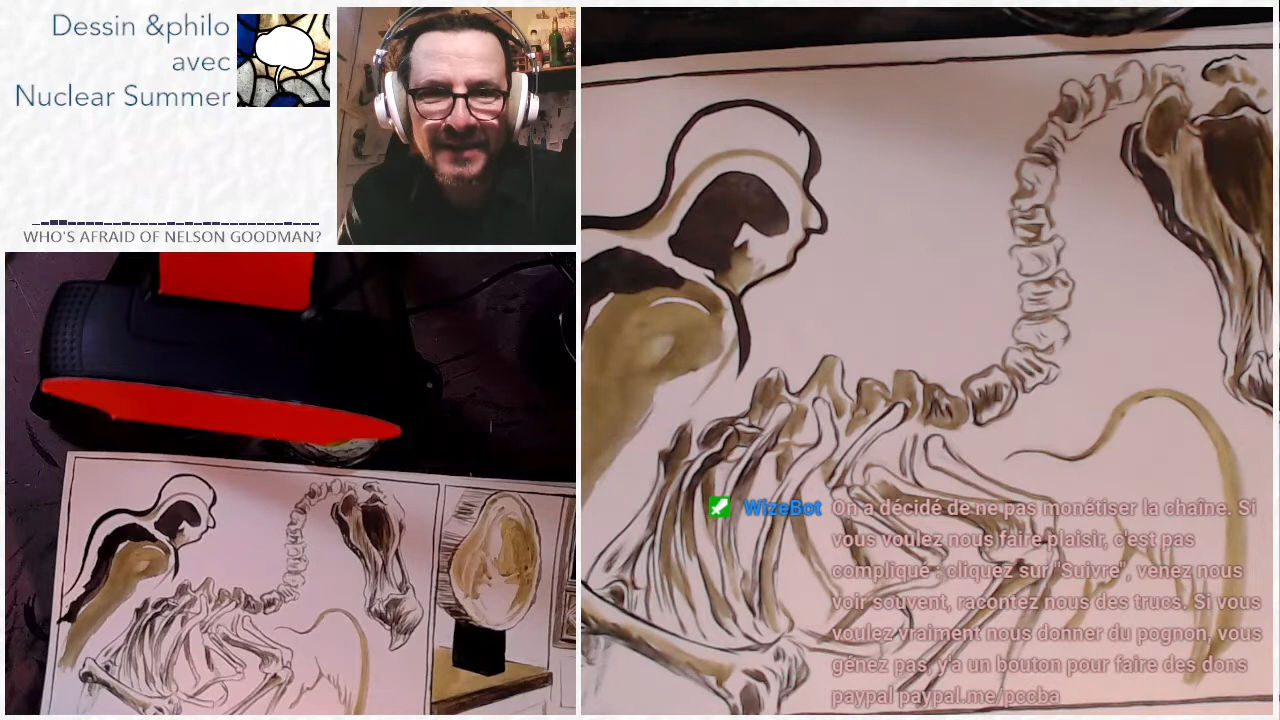 Dessin &philo
avec
Nuclear Summer
WHO'S AFRAID OF NELSON GOODMAN?
WizeBot On a décidé de ne pas monétiser la chaîne. Si
vous voulez nous faire plaisir, c'est pas
compliqué : cliquez sur "Suivre", venez nous
voir souvent, racontez nous des trucs. Si vous
voulez vraiment nous donner du pognon, vous
gênez pas, y'a un bouton pour faire des dons
paypal paypal.me/pccba